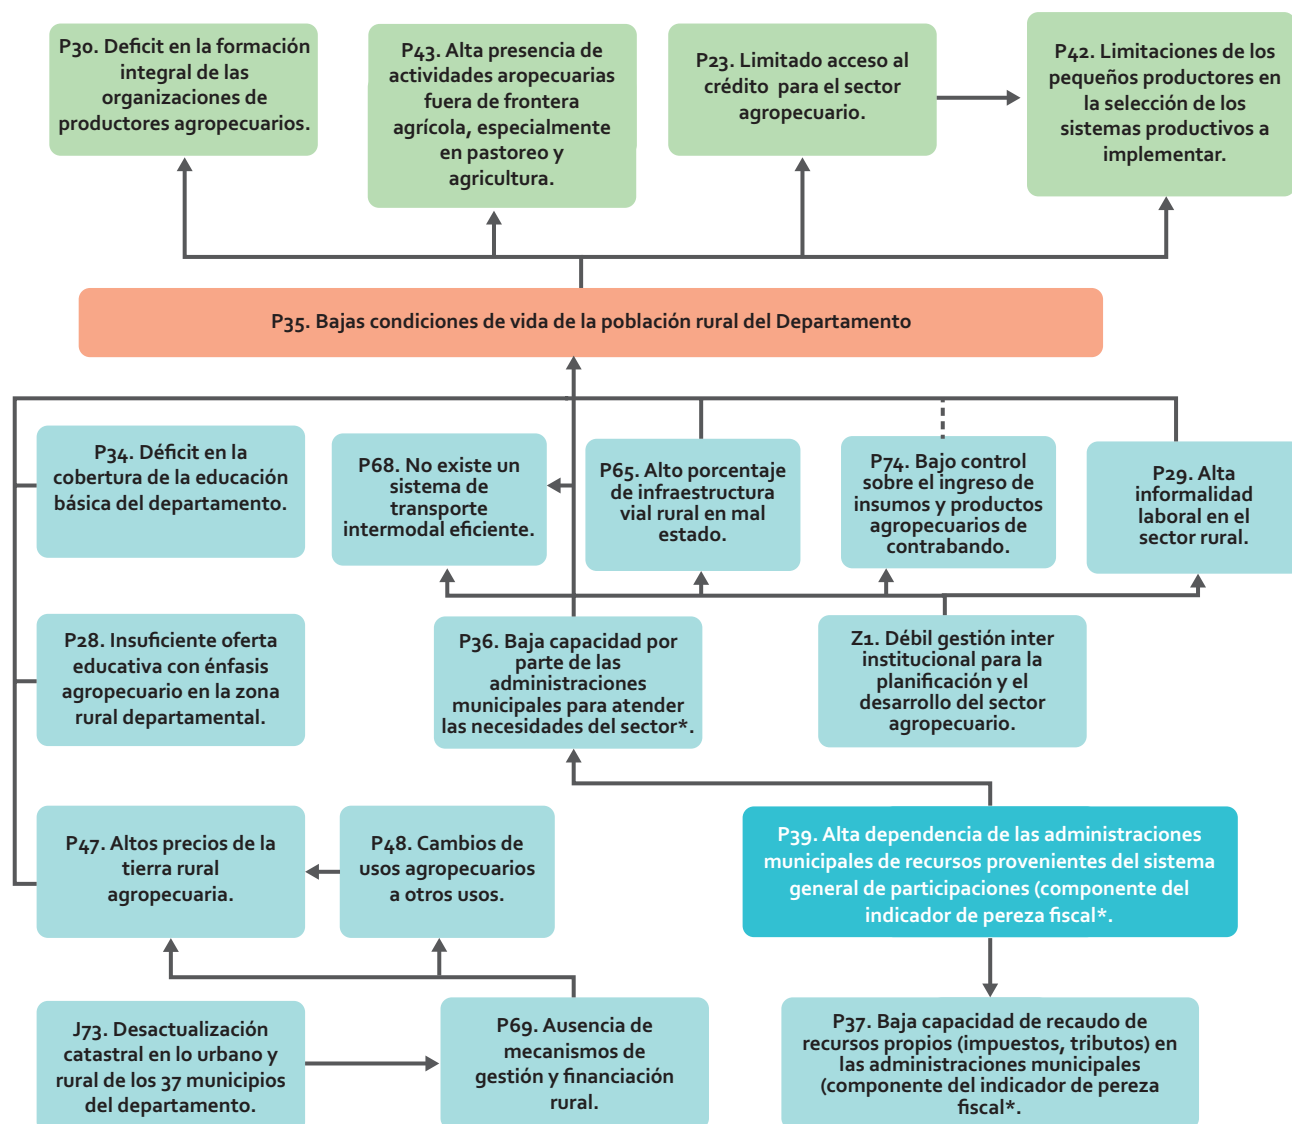 P30. Deficit en la formación
integral de las
organizaciones de
productores agropecuarios.
P43. Alta presencia de
actividades aropecuarias
fuera de frontera
agrícola, especialmente
en pastoreo y
agricultura.
P23. Limitado acceso al
crédito para el sector
agropecuario.
P42. Limitaciones de los
pequeños productores en
la selección de los
sistemas productivos a
implementar.
P35. Bajas condiciones de vida de la población rural del Departamento
P34. Déficit en la
cobertura de la educación
básica del departamento.
P68. No existe un
sistema de
transporte
intermodal eficiente.
P65. Alto porcentaje
de infraestructura
vial rural en mal
estado.
P74. Bajo control
sobre el ingreso de
insumos y productos
agropecuarios de
contrabando.
P29. Alta
informalidad
laboral en el
sector rural.
P28. Insuficiente oferta
educativa con énfasis
agropecuario en la zona
rural departamental.
P36. Baja capacidad por
parte de las
administraciones
municipales para atender
las necesidades del sector*.
Z1. Débil gestión inter
institucional para la
planificación y el
desarrollo del sector
agropecuario.
P47. Altos precios de la
tierra rural
agropecuaria.
P48. Cambios de
usos agropecuarios
a otros usos.
P39. Alta dependencia de las administraciones
municipales de recursos provenientes del sistema
general de participaciones (componente del
indicador de pereza fiscal*.
J73. Desactualización
catastral en lo urbano y
rural de los 37 municipios
del departamento.
P69. Ausencia de
mecanismos de
gestión y financiación
rural.
P37. Baja capacidad de recaudo de
recursos propios (impuestos, tributos) en
las administraciones municipales
(componente del indicador de pereza
fiscal*.